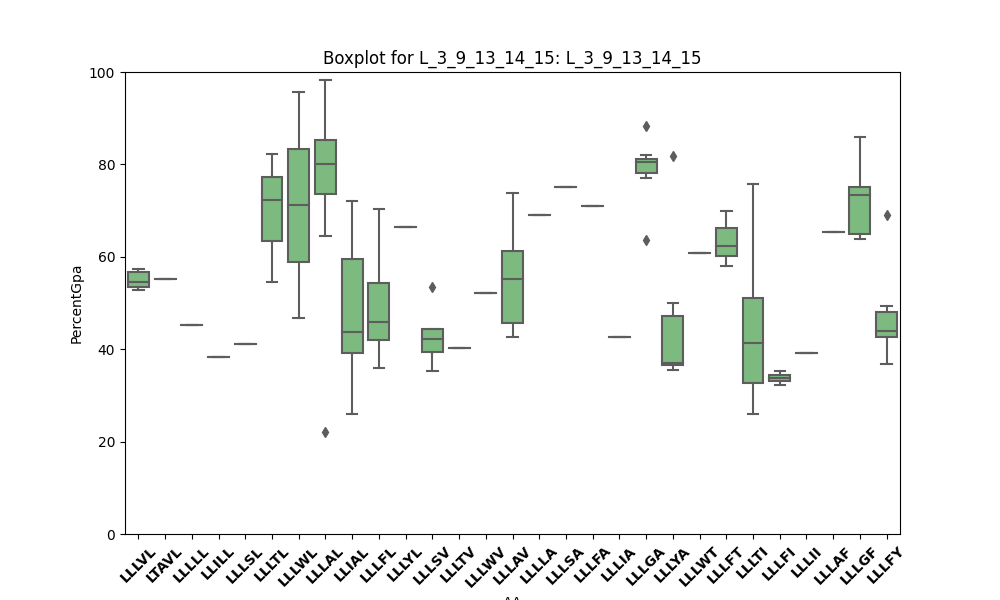 Boxplot for L_3_9_13_14_15: L_3_9_13_14_15
100
80
60
40
20
0
PercentGpa
LLLVL
LTAVL
LLLLL
LLILL
LLLSL
LLLTL
LLLWL
LLLAL
LLIAL
LLLFL
LLLYL
LLLSV
LLLTV
LLLWV
LLLAV
LLLLA
LLLSA
LLLFA
LLLIA
LLLGA
LLLYA
LLLWT
LLLFT
LLLTI
LLLFI
LLLII
LLLAF
LLLGF
LLLFY